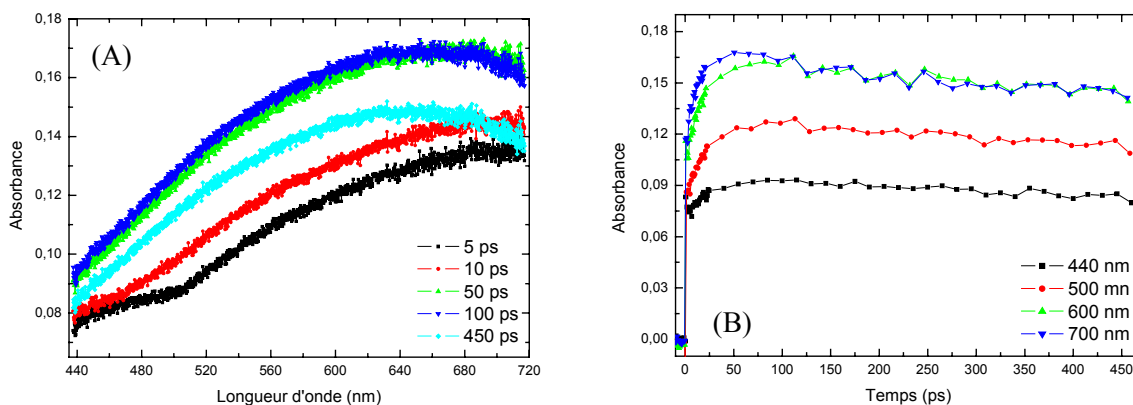 (A)
0,18
0,16
0,14
0,12
0,10
0,08
Absorbance
440 480 520 560 600 640 680 720
Longueur d'onde (nm)
5 ps
10 ps
50 ps
100 ps
450 ps
(B)
0,18
0,15
0,12
0,09
0,06
0,03
0,00
Absorbance
0 50 100 150 200 250 300 350 400 450
Temps (ps)
440 nm
500 mn
600 nm
700 nm